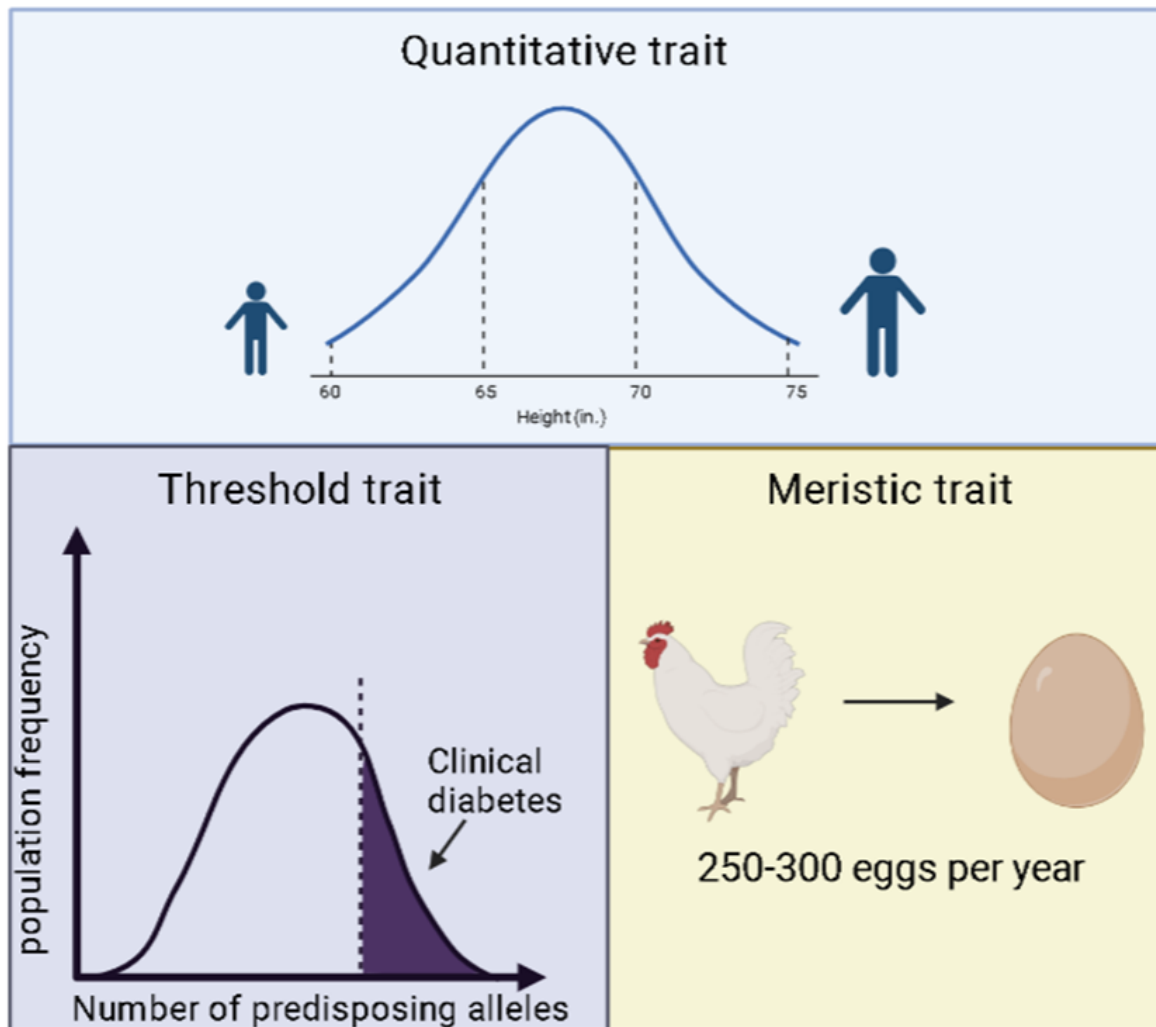 Quantitative trait
60 65 70 75
Height (in.)
Threshold trait
population frequency
Clinical
diabetes
Number of predisposing alleles
Meristic trait
250-300 eggs per year